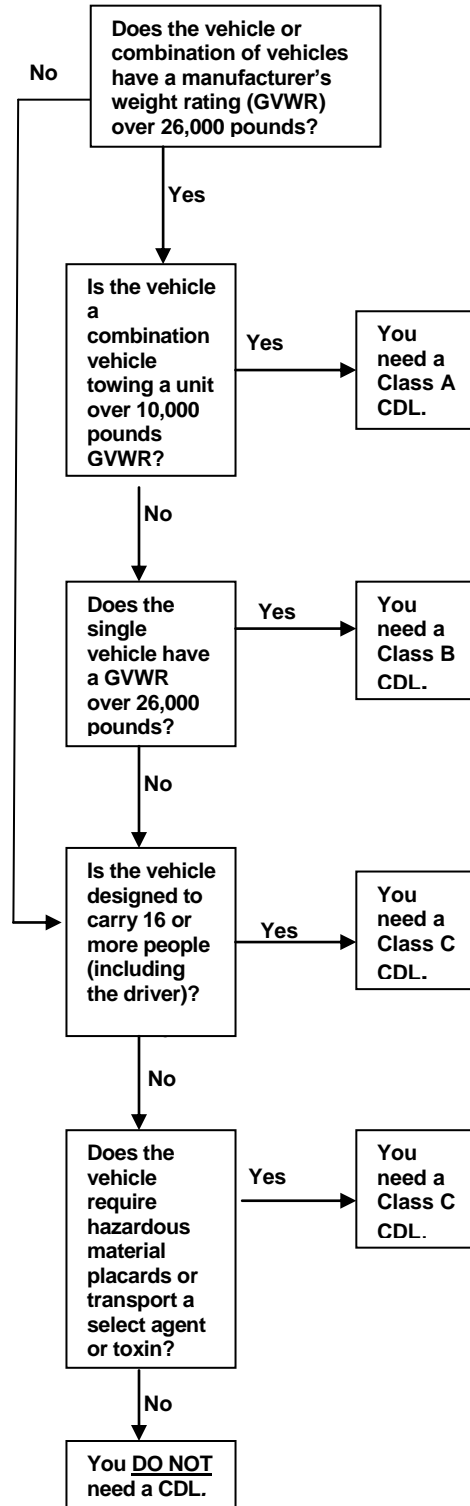 Does the vehicle or
combination of vehicles
have a manufacturer's
weight rating (GVWR)
over 26,000 pounds?
No
Yes
Is the vehicle
a
combination
vehicle
towing a unit
over 10,000
pounds
GVWR?
Yes
You
need a
Class A
CDL.
No
Does the
single
vehicle have
a GVWR
over 26,000
pounds?
Yes
You
need a
Class B
CDL.
No
Is the vehicle
designed to
carry 16 or
more people
(including
the driver)?
Yes
You
need a
Class C
CDL.
No
Does the
vehicle
require
hazardous
material
placards or
transport a
select agent
or toxin?
Yes
You
need a
Class C
CDL.
No
You DO NOT
need a CDL.